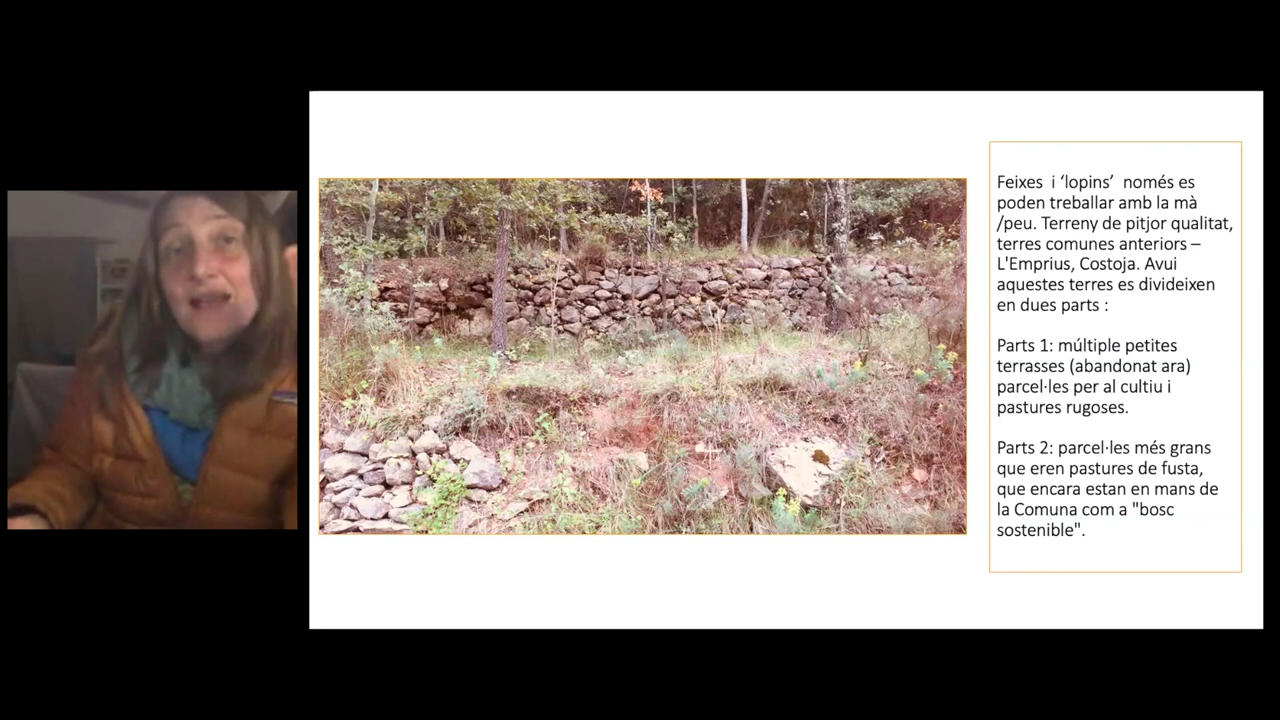 Feixes i ‘lopins’ només es
poden treballar amb la mà
/peu. Terreny de pitjor qualitat,
terres comunes anteriors –
L'Emprius, Costoja. Avui
aquestes terres es divideixen
en dues parts :
Parts 1: múltiple petites
terrasses (abandonat ara)
parcel·les per al cultiu i
pastures rugoses.
Parts 2: parcel·les més grans
que eren pastures de fusta,
que encara estan en mans de
la Comuna com a "bosc
sostenible".